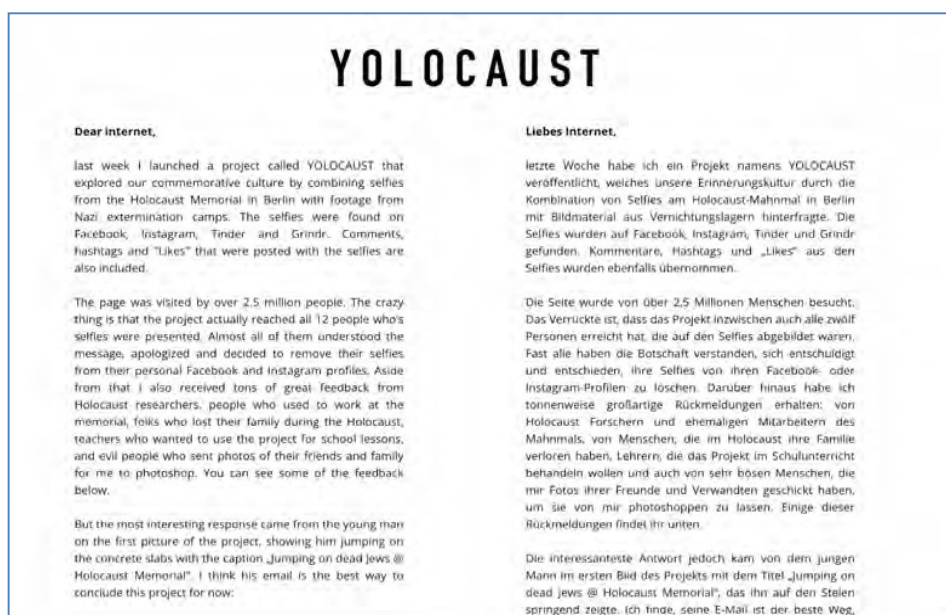 YOLOCAUST
Dear internet,
last week I launched a project called YOLOCAUST that
explored our commemorative culture by combining selfies
from the Holocaust Memorial in Berlin with footage from
Nazi extermination camps. The selfies were found on
Facebook, Instagram, Tinder and Grindr. Comments,
hashtags and "Likes" that were posted with the selfies are
also included.
The page was visited by over 2.5 million people. The crazy
thing is that the project actually reached all 12 people who's
selfies were presented. Almost all of them understood the
message, apologized and decided to remove their selfies
from their personal Facebook and Instagram profiles. Aside
from that I also received tons of great feedback from
Holocaust researchers, people who used to work at the
memorial, folks who lost their family during the Holocaust,
teachers who wanted to use the project for school lessons,
and evil people who sent photos of their friends and family
for me to photoshop. You can see some of the feedback
below.
But the most interesting response came from the young man
on the first picture of the project, showing him jumping on
the concrete slabs with the caption „Jumping on dead Jews @
Holocaust Memorial". I think his email is the best way to
conclude this project for now:
Liebes Internet,
letzte Woche habe ich ein Projekt namens YOLOCAUST
veröffentlicht, welches unsere Erinnerungskultur durch die
Kombination von Selfies am Holocaust-Mahnmal in Berlin
mit Bildmaterial aus Vernichtungslagern hinterfragte. Die
Selfies wurden auf Facebook, Instagram, Tinder und Grindr
gefunden. Kommentare, Hashtags und „Likes" aus den
Selfies wurden ebenfalls übernommen.
Die Seite wurde von über 2,5 Millionen Menschen besucht.
Das Verrückte ist, dass das Projekt inzwischen auch alle zwölf
Personen erreicht hat, die auf den Selfies abgebildet waren.
Fast alle haben die Botschaft verstanden, sich entschuldigt
und entschieden, ihre Selfies von ihren Facebook- oder
Instagram-Profilen zu löschen. Darüber hinaus habe ich
tonnenweise großartige Rückmeldungen erhalten: von
Holocaust Forschern und ehemaligen Mitarbeitern des
Mahnmals, von Menschen, die im Holocaust ihre Familie
verloren haben, Lehrern, die das Projekt im Schulunterricht
behandeln wollen und auch von sehr bösen Menschen, die
mir Fotos ihrer Freunde und Verwandten geschickt haben,
um sie von mir photoshoppen zu lassen. Einige dieser
Rückmeldungen findet ihr unten.
Die interessanteste Antwort jedoch kam von dem jungen
Mann im ersten Bild des Projekts mit dem Titel „Jumping on
dead jews @ Holocaust Memorial", das ihn auf den Stelen
springend zeigte. Ich finde, seine E-Mail ist der beste Weg,